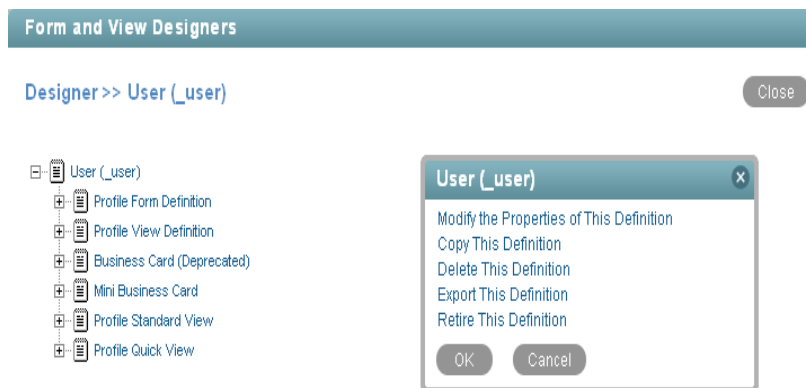 Form and View Designers
Designer >> User (_user)
Close
User (_user)
Profile Form Definition
Profile View Definition
Business Card (Deprecated)
Mini Business Card
Profile Standard View
Profile Quick View
User (_user)
Modify the Properties of This Definition
Copy This Definition
Delete This Definition
Export This Definition
Retire This Definition
OK
Cancel